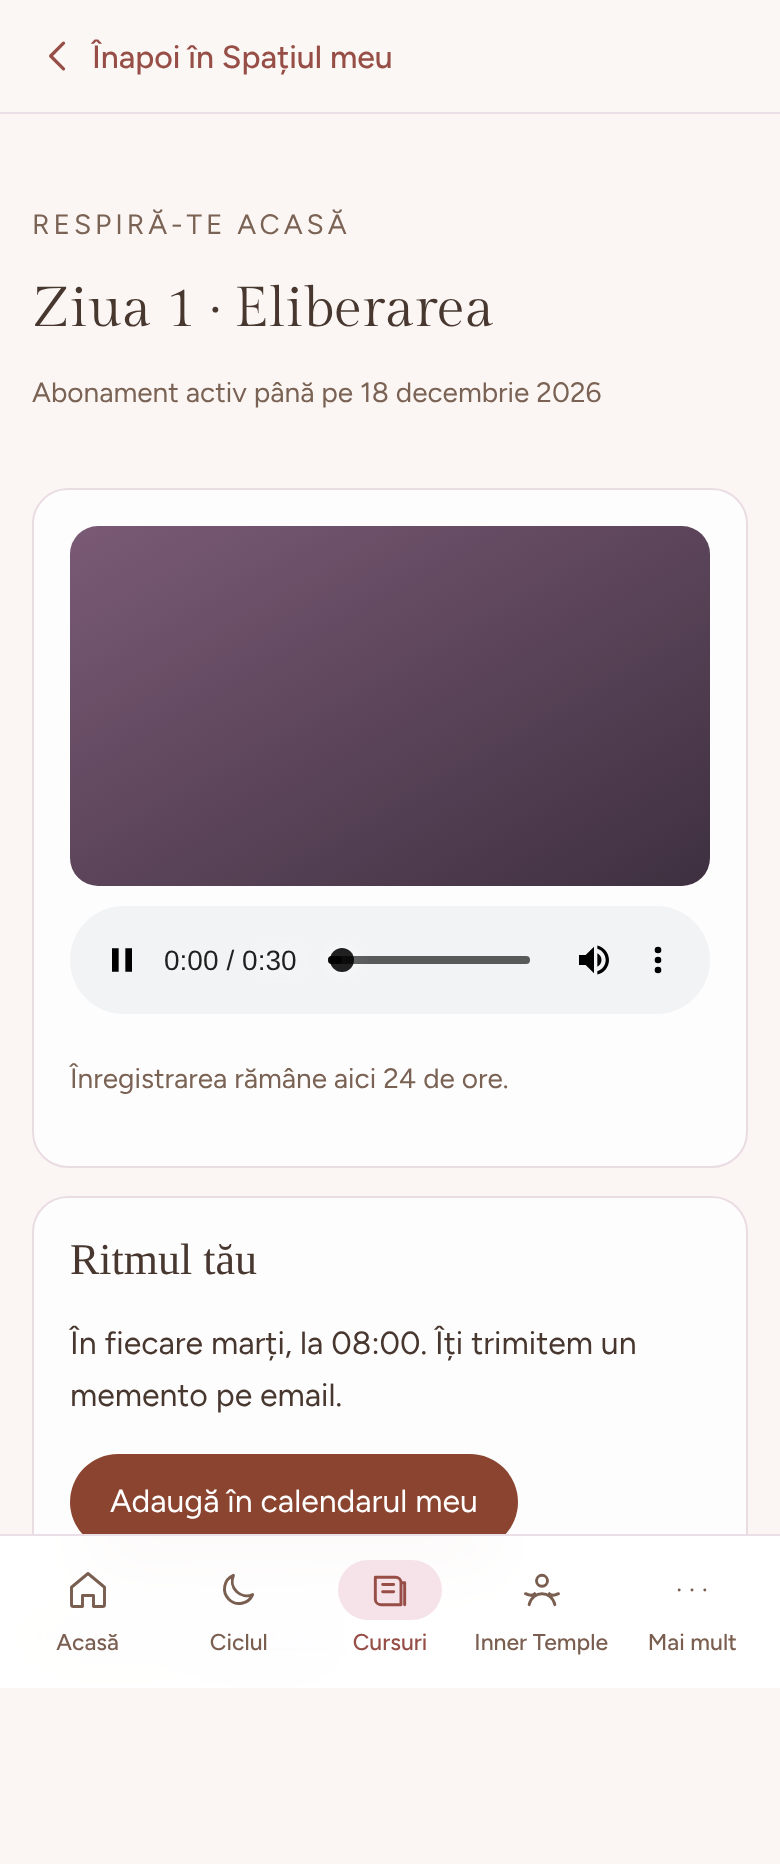 Înapoi în Spațiul meu
RESPIRĂ-TE ACASĂ
Ziua 1 · Eliberarea
Abonament activ până pe 18 decembrie 2026
0:00 / 0:30
Înregistrarea rămâne aici 24 de ore.
Ritmul tău
În fiecare marți, la 08:00. Îți trimitem un
memento pe email.
Adaugă în calendarul meu
Acasă
Ciclul
Cursuri
Inner Temple
Mai mult